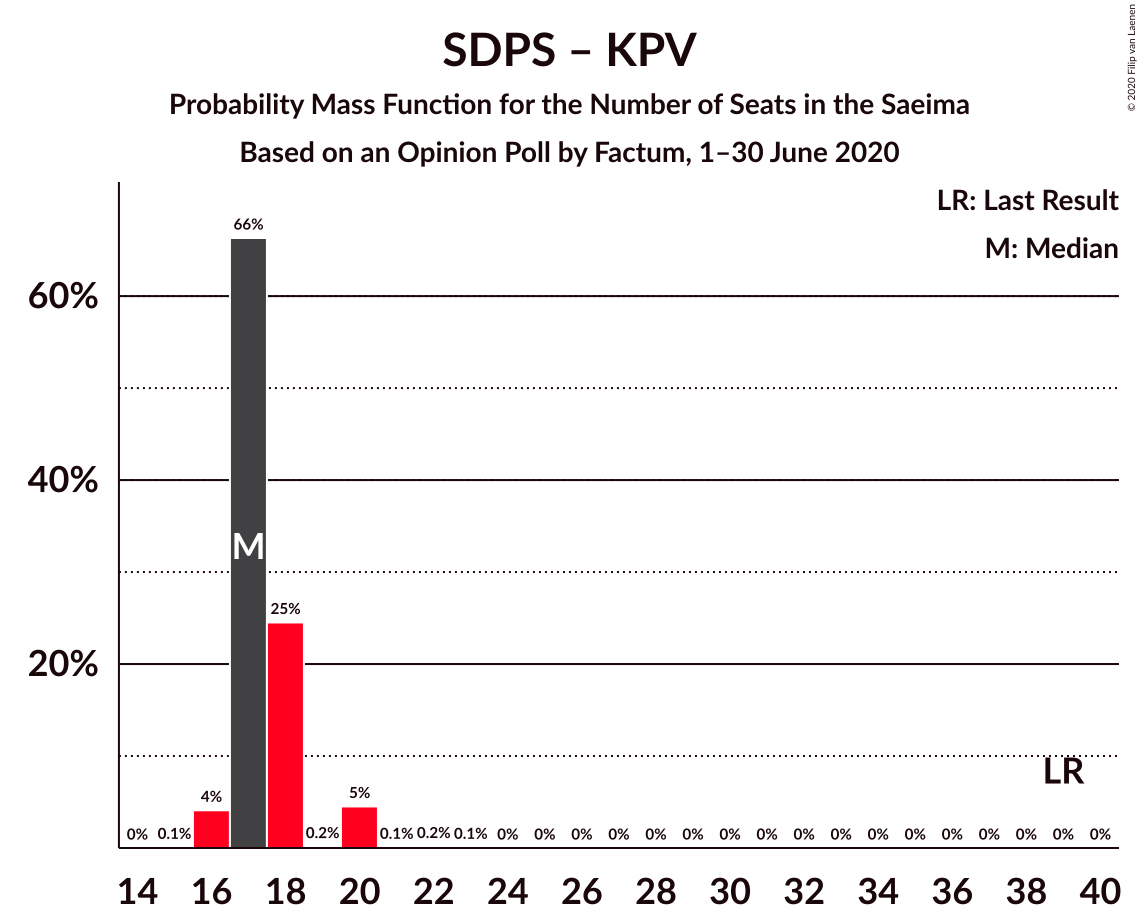 SDPS – KPV
Probability Mass Function for the Number of Seats in the Saeima
Based on an Opinion Poll by Factum, 1–30 June 2020
© 2020 Filip van Laenen
LR: Last Result
M: Median
66%
60%
40%
M
25%
20%
LR
4% 5%
0% 0.1% 0.2% 0.1% 0.2% 0.1% 0% 0% 0% 0% 0% 0% 0% 0% 0% 0% 0% 0% 0% 0% 0% 0% 0%
14 16 18 20 22 24 26 28 30 32 34 36 38 40